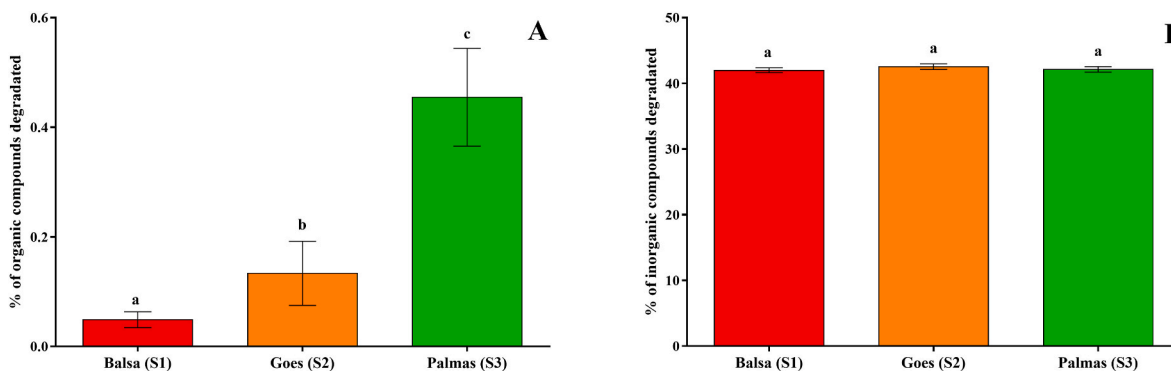 A
% of organic compounds degradated
0.6
0.4
0.2
0.0
a
b
c
Balsa (S1)
Goes (S2)
Palmas (S3)
% of inorganic compounds degradated
50
40
30
20
10
0
a
a
a
Balsa (S1)
Goes (S2)
Palmas (S3)